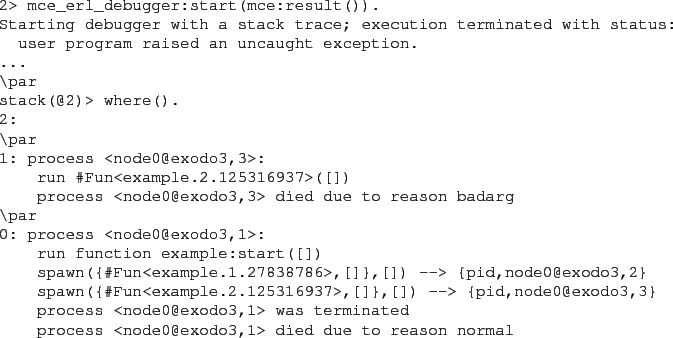 2> mce_erl_debugger:start(mce:result()).
Starting debugger with a stack trace; execution terminated with status:
  user program raised an uncaught exception.
...
\par
stack(@2)> where().
2:
\par
1: process <node0@exodo3,3>:
    run #Fun<example.2.125316937>([])
    process <node0@exodo3,3> died due to reason badarg
\par
0: process <node0@exodo3,1>:
    run function example:start([])
    spawn({#Fun<example.1.27838786>,[]},[]) --> {pid,node0@exodo3,2}
    spawn({#Fun<example.2.125316937>,[]},[]) --> {pid,node0@exodo3,3}
    process <node0@exodo3,1> was terminated
    process <node0@exodo3,1> died due to reason normal